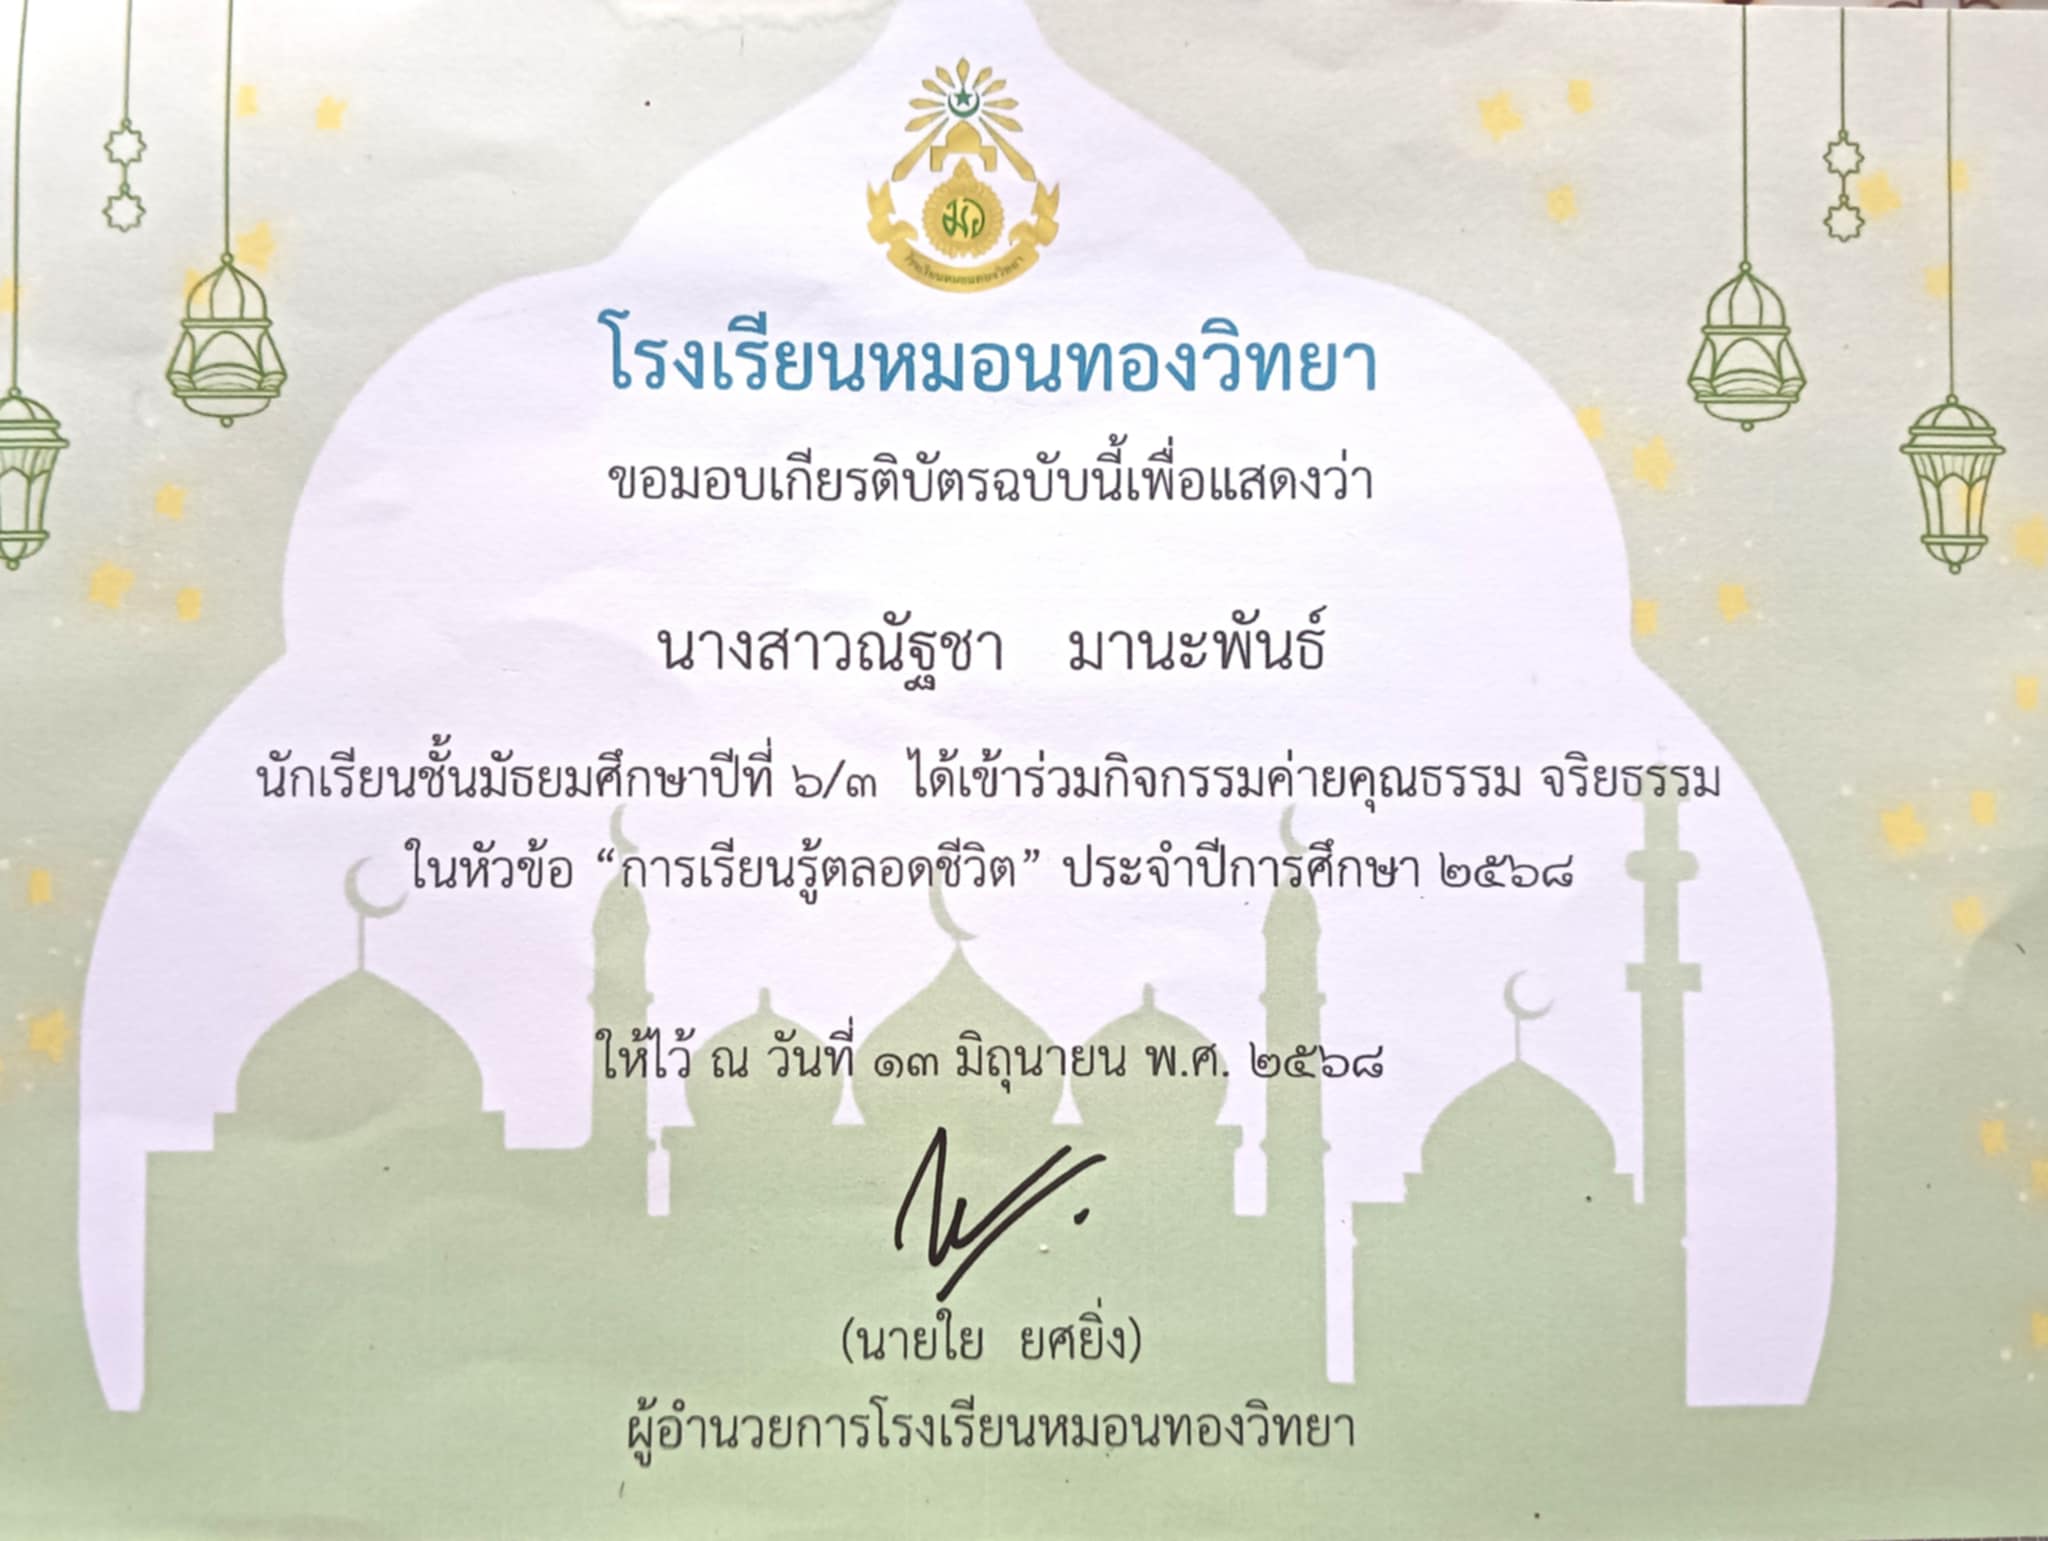 มว
โรงเรียนหมอนทองวิทยา
โรงเรียนหมอนทองวิทยา
ขอมอบเกียรติบัตรฉบับนี้เพื่อแสดงว่า
นางสาวณัฐชา มานะพันธ์
นักเรียนชั้นมัธยมศึกษาปีที่ ๖/๓ ได้เข้าร่วมกิจกรรมค่ายคุณธรรม จริยธรรม
ในหัวข้อ “การเรียนรู้ตลอดชีวิต” ประจำปีการศึกษา ๒๕๖๘
ให้ไว้ ณ วันที่ ๑๓ มิถุนายน พ.ศ. ๒๕๖๘
(นายใย ยศยิ่ง)
ผู้อำนวยการโรงเรียนหมอนทองวิทยา